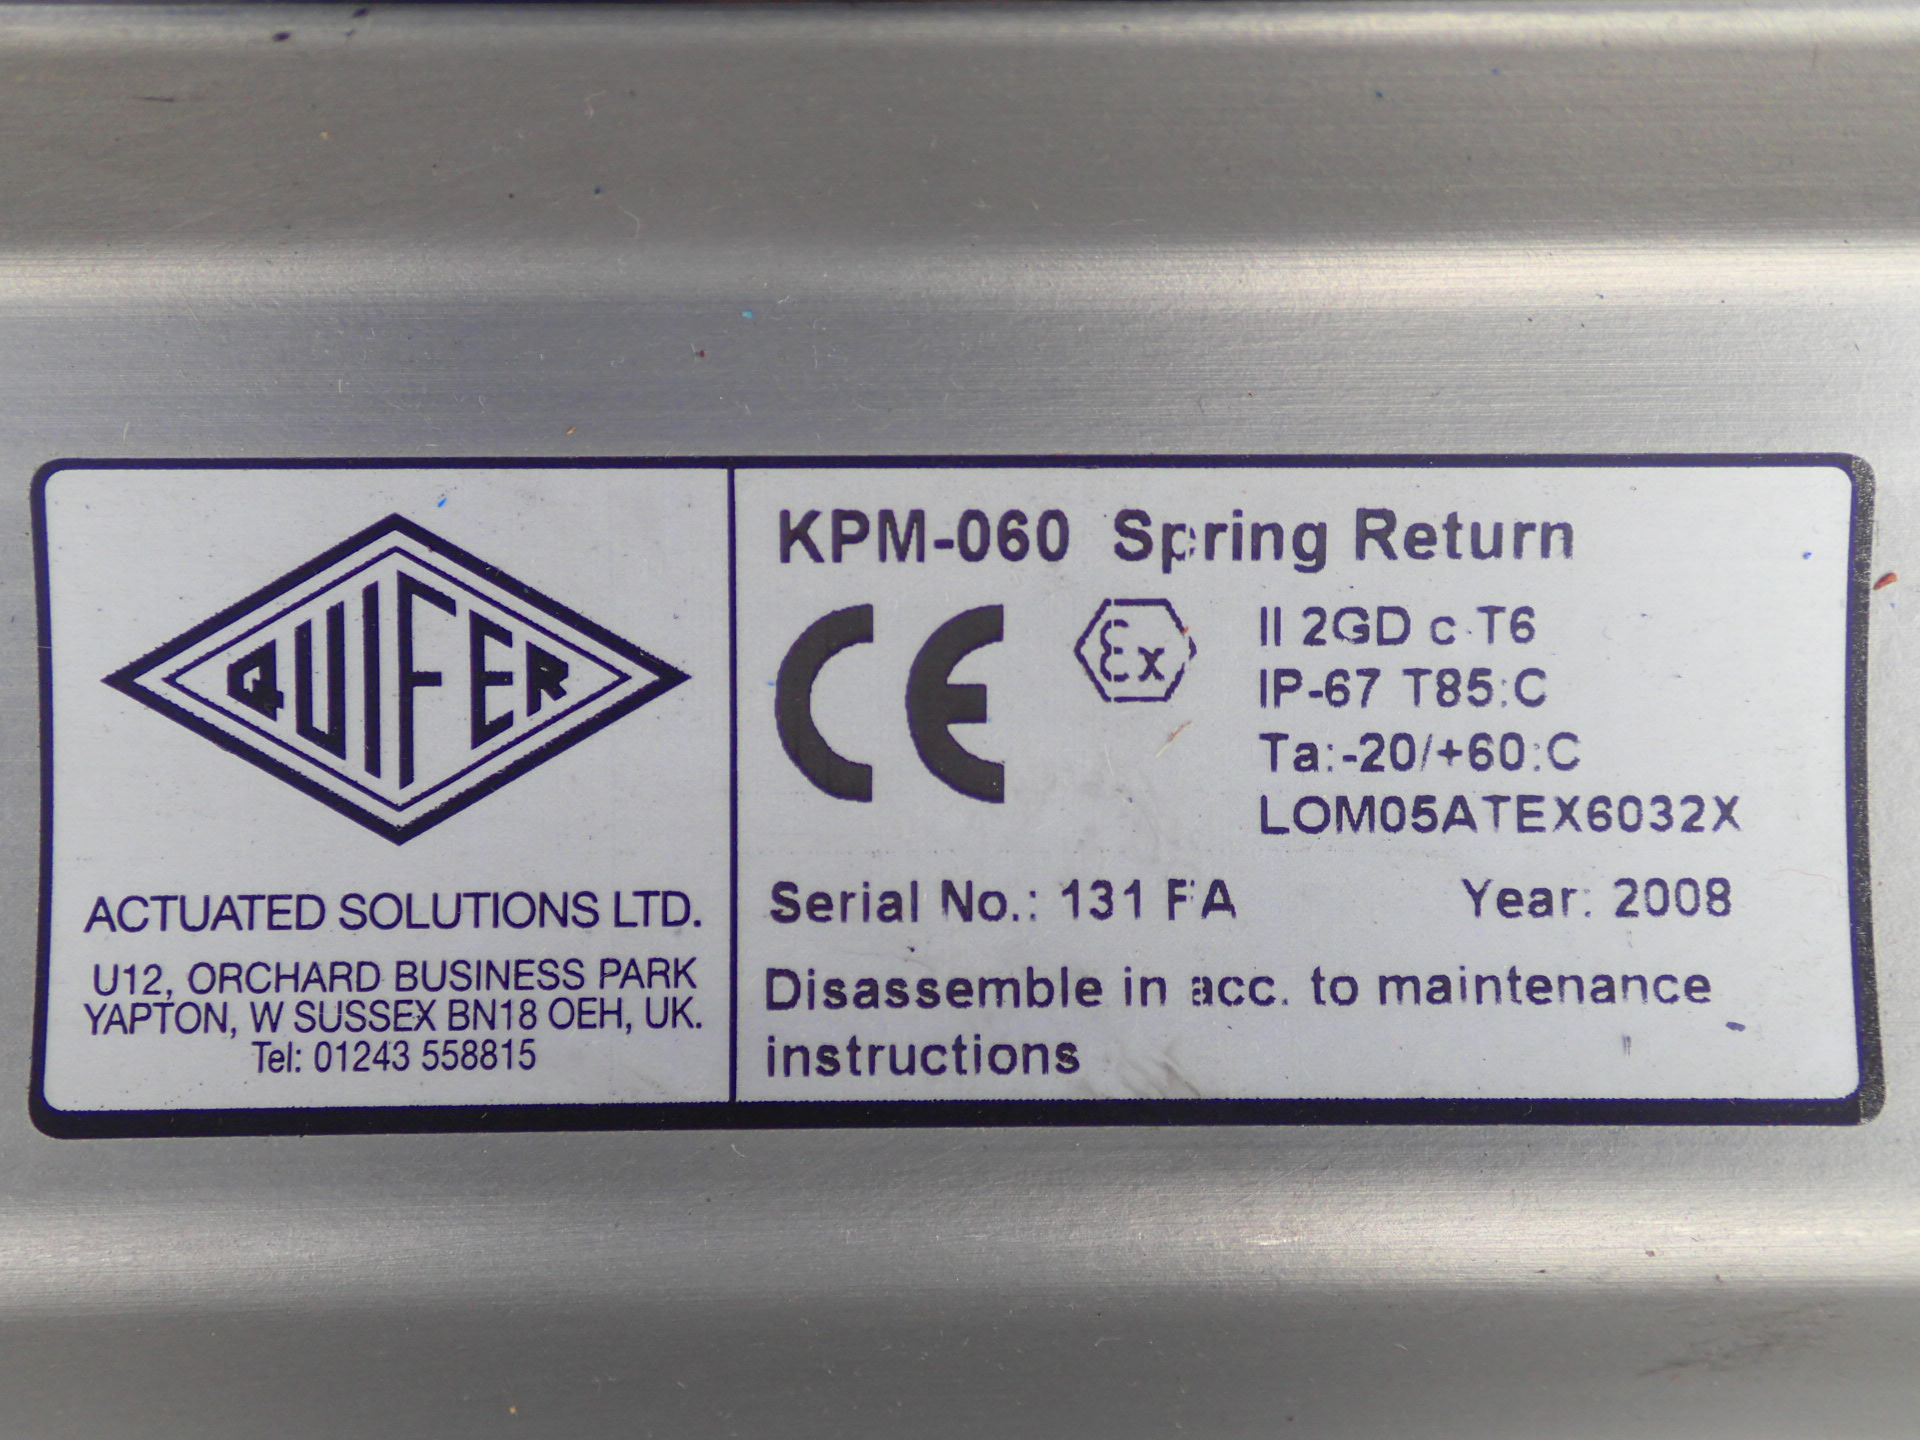 QUIFER
ACTUATED SOLUTIONS LTD.
U12, ORCHARD BUSINESS PARK
YAPTON, W SUSSEX BN18 OEH, UK.
Tel: 01243 558815
KPM-060 Spring Return
CE Ex II 2GD c T6
IP-67 T85:C
Ta:-20/+60:C
LOM05ATEX6032X
Serial No.: 131 Year: 2008
Disassemble in acc. to maintenance
instructions